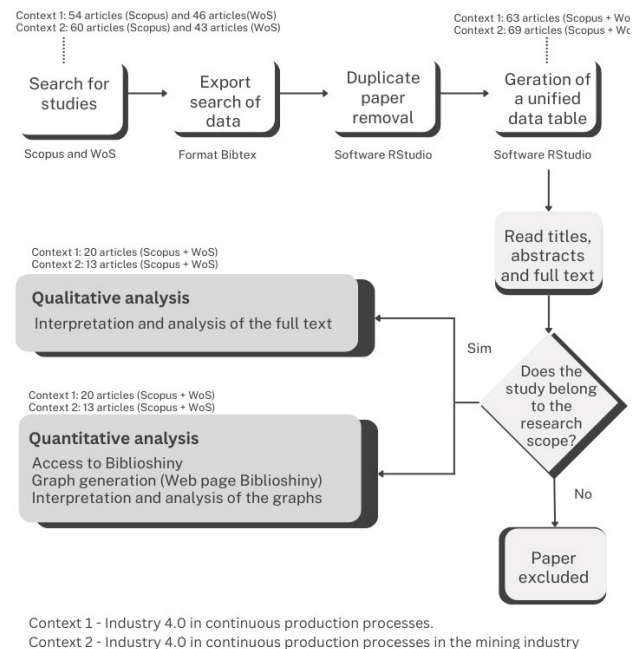 Context 1: 54 articles (Scopus) and 46 articles(WoS)
Context 2: 60 articles (Scopus) and 43 articles (WoS)
Context 1: 63 articles (Scopus +
Context 2: 69 articles (Scopus +
Search for
studies
Export
search of
data
Duplicate
paper
removal
Geration of
a unified
data table
Scopus and WoS
Format Bibtex
Software RStudio
Software RStudio
Read titles,
abstracts
and full text
Context 1: 20 articles (Scopus + WoS)
Context 2: 13 articles (Scopus + WoS)
Qualitative analysis
Interpretation and analysis of the full text
Sim
Does the
study belong
to the
research
scope?
Context 1: 20 articles (Scopus + WoS)
Context 2: 13 articles (Scopus + WoS)
Quantitative analysis
Access to Biblioshiny
Graph generation (Web page Biblioshiny)
Interpretation and analysis of the graphs
No
Paper
excluded
Context 1 - Industry 4.0 in continuous production processes.
Context 2 - Industry 4.0 in continuous production processes in the mining industry